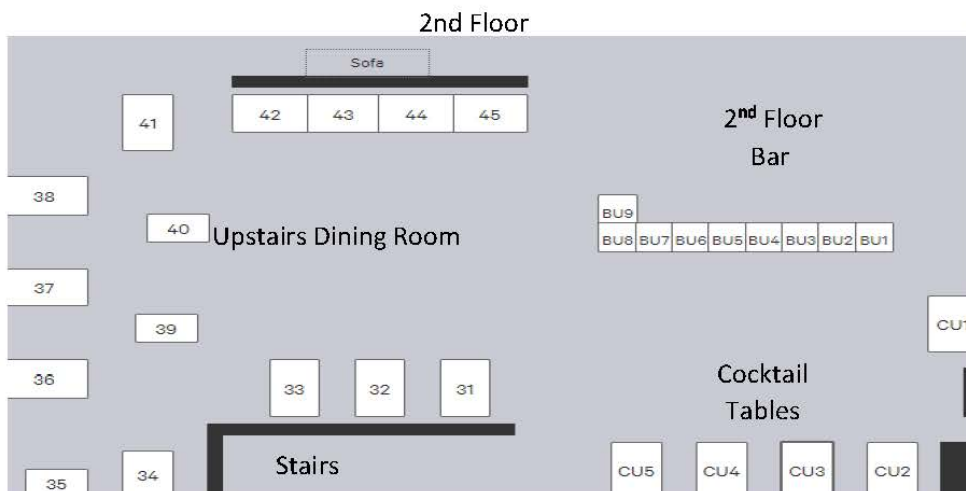 2nd Floor
Sofa
41
42 43 44 45
2nd Floor
Bar
38
40
Upstairs Dining Room
BU9
BU8 BU7 BU6 BU5 BU4 BU3 BU2 BU1
37
39
CU1
36
33 32 31
Cocktail
Tables
35
34
Stairs
CU5 CU4 CU3 CU2